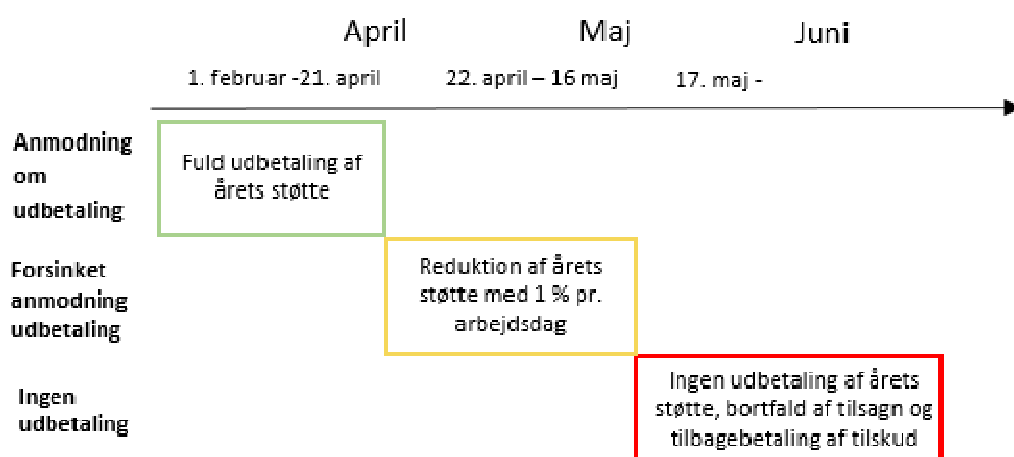 April Maj Juni
1. februar -21. april 22. april – 16 maj 17. maj -
Anmodning
om
udbetaling
Fuld udbetaling af
årets støtte
Forsinket
anmodning
udbetaling
Reduktion af årets
støtte med 1 % pr.
arbejdsdag
Ingen
udbetaling
Ingen udbetaling af årets
støtte, bortfald af tilsagn og
tilbagebetaling af tilskud